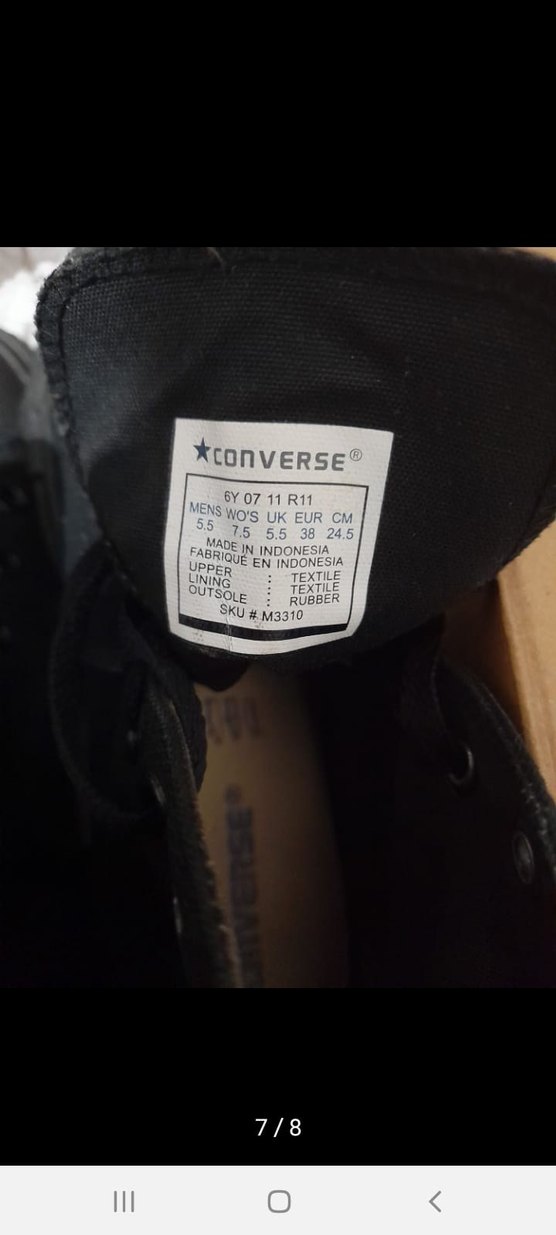 CONVERSE®
6Y 07 11 R11
MENS WO'S UK EUR CM
5.5 7.5 5.5 38 24.5
MADE IN INDONESIA
FABRIQUÉ EN INDONESIA
UPPER : TEXTILE
LINING : TEXTILE
OUTSOLE : RUBBER
SKU # M3310
CONVERSE®
7 / 8